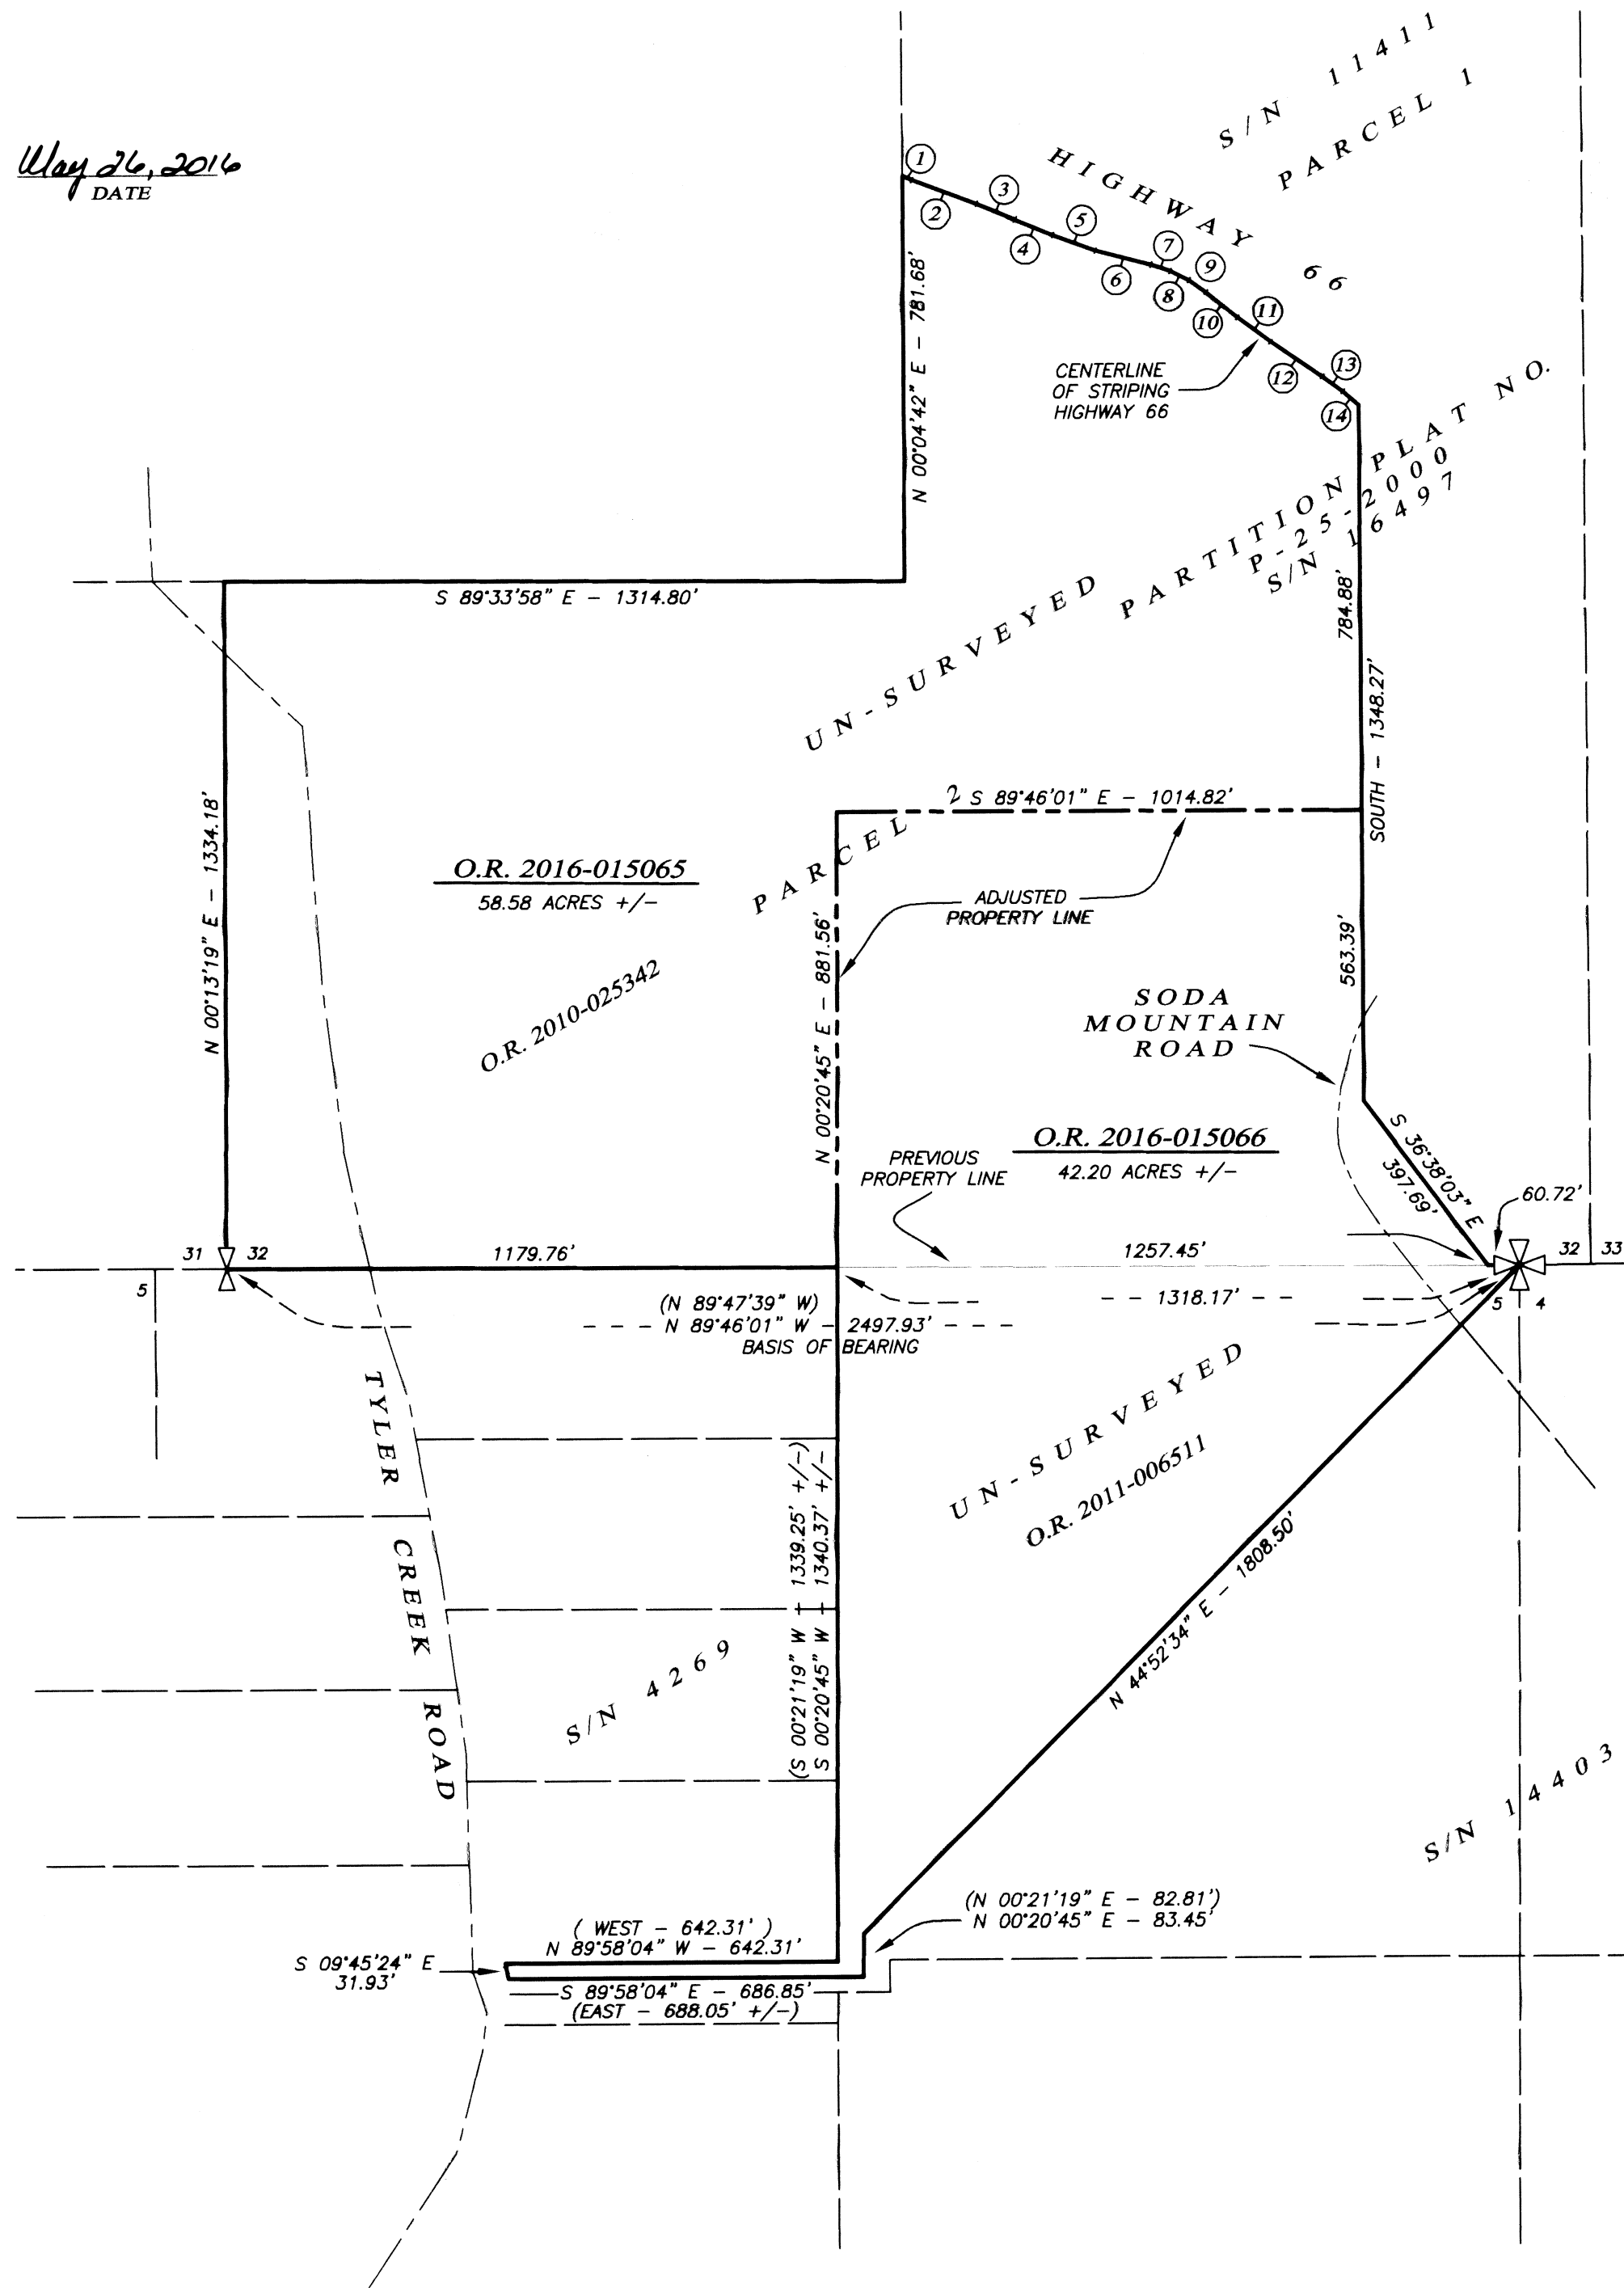 May 26, 2016
DATE
S/N 11411
PARCEL 1
HIGHWAY 66
1
2
3
4
5
6
7
8
9
10
11
12
13
14
N 00°04'42" E - 781.68'
CENTERLINE
OF STRIPING
HIGHWAY 66
UN-SURVEYED PARTITION PLAT NO.
P-25-2000
S/N 16497
S 89°33'58" E - 1314.80'
784.88'
SOUTH - 1348.27'
N 00°13'19" E - 1334.18'
PARCEL 2
S 89°46'01" E - 1014.82'
O.R. 2016-015065
58.58 ACRES +/-
ADJUSTED
PROPERTY LINE
N 00°20'45" E - 881.56'
563.39'
O.R. 2010-025342
SODA
MOUNTAIN
ROAD
O.R. 2016-015066
42.20 ACRES +/-
PREVIOUS
PROPERTY LINE
S 36°38'03" E
397.69'
60.72'
31
32
1179.76'
1257.45'
32
33
5
5
4
1318.17'
(N 89°47'39" W)
N 89°46'01" W - 2497.93'
BASIS OF BEARING
TYLER CREEK ROAD
UN-SURVEYED
O.R. 2011-006511
(S 00°21'19" W - 1339.25' +/-)
S 00°20'45" W - 1340.37' +/-
N 44°52'34" E - 1808.50'
S/N 4269
S/N 14403
(N 00°21'19" E - 82.81')
N 00°20'45" E - 83.45'
( WEST - 642.31' )
N 89°58'04" W - 642.31'
S 09°45'24" E
31.93'
S 89°58'04" E - 686.85'
(EAST - 688.05' +/-)